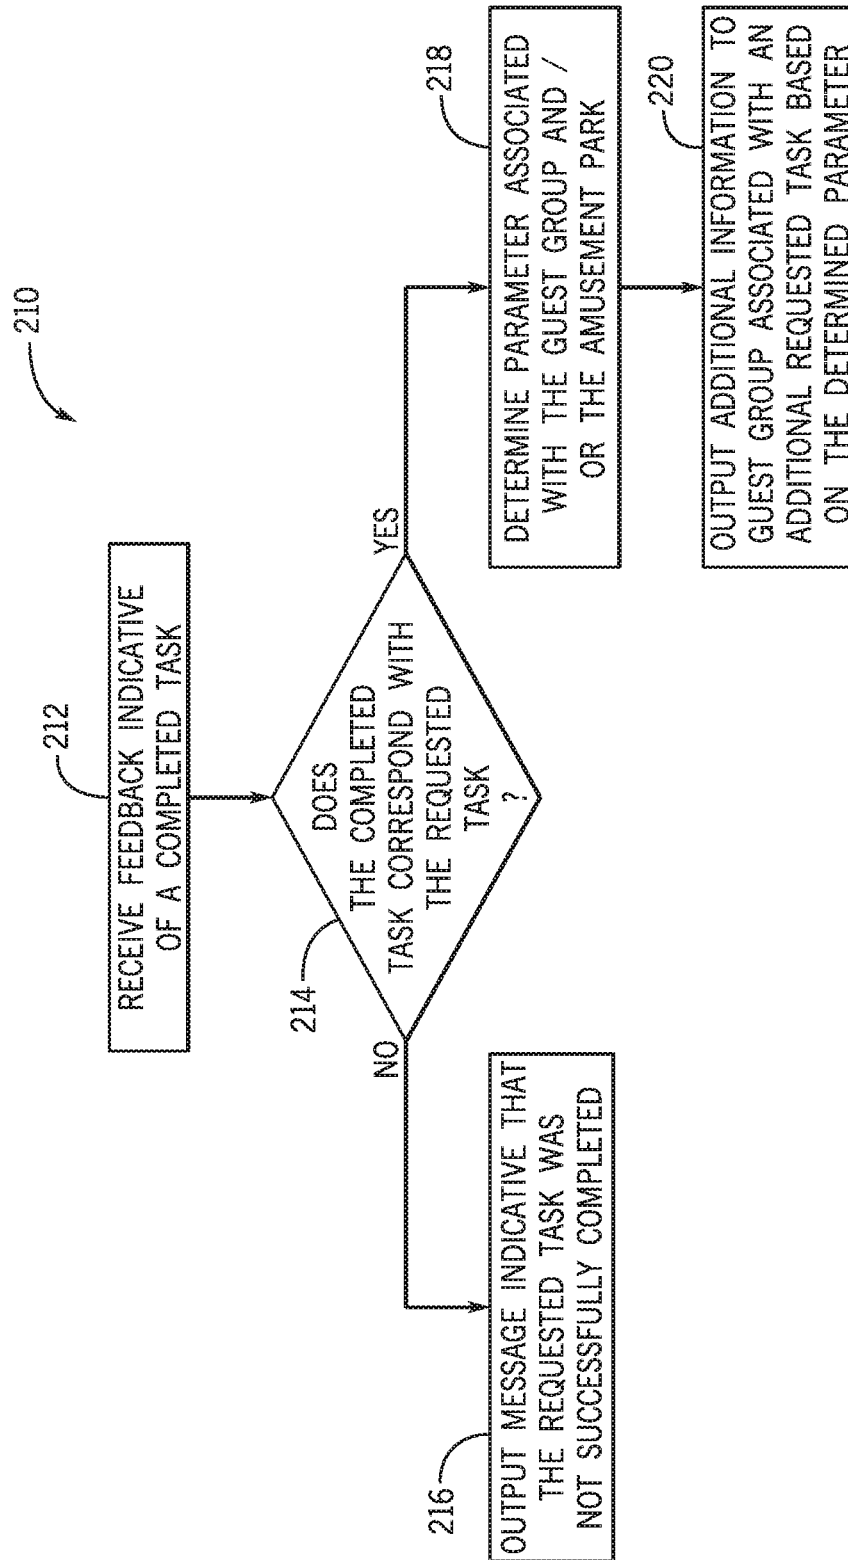 210
212
RECEIVE FEEDBACK INDICATIVE
OF A COMPLETED TASK
214
DOES
THE COMPLETED
TASK CORRESPOND WITH
THE REQUESTED
TASK
?
NO
YES
216
OUTPUT MESSAGE INDICATIVE THAT
THE REQUESTED TASK WAS
NOT SUCCESSFULLY COMPLETED
218
DETERMINE PARAMETER ASSOCIATED
WITH THE GUEST GROUP AND /
OR THE AMUSEMENT PARK
220
OUTPUT ADDITIONAL INFORMATION TO
GUEST GROUP ASSOCIATED WITH AN
ADDITIONAL REQUESTED TASK BASED
ON THE DETERMINED PARAMETER